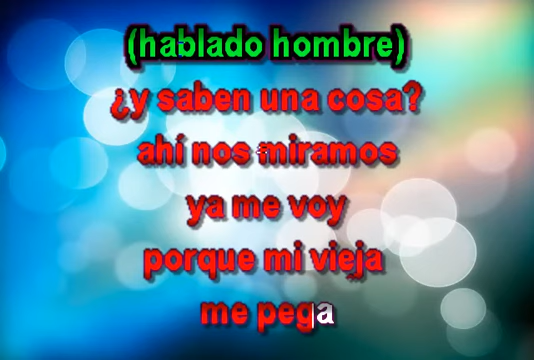 (hablado hombre)
¿y saben una cosa?
ahí nos miramos
ya me voy
porque mi vieja
me pega